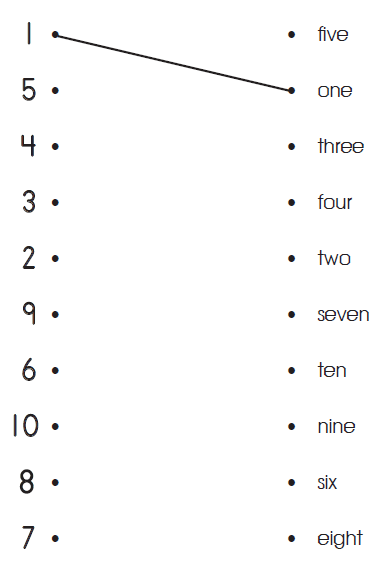 1 five
5 one
4 three
3 four
2 two
9 seven
6 ten
10 nine
8 six
7 eight